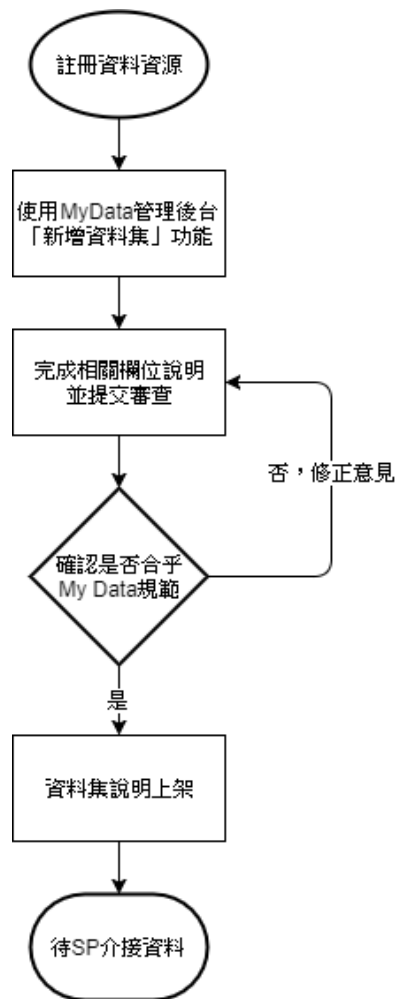 註冊資料資源
使用MyData管理後台
「新增資料集」功能
完成相關欄位說明
並提交審查
否，修正意見
確認是否合乎
My Data規範
是
資料集說明上架
待SP介接資料